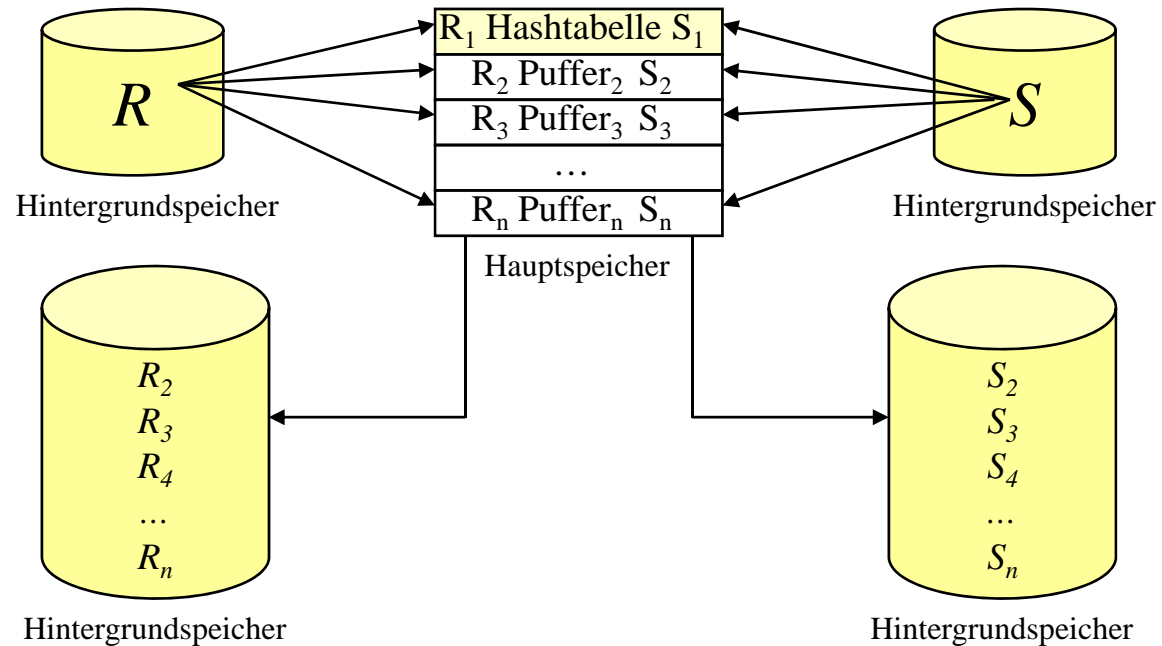 R
Hintergrundspeicher
R₁ Hashtabelle S₁
R₂ Puffer₂ S₂
R₃ Puffer₃ S₃
…
Rₙ Pufferₙ Sₙ
Hauptspeicher
S
Hintergrundspeicher
R₂
R₃
R₄
...
Rₙ
Hintergrundspeicher
S₂
S₃
S₄
...
Sₙ
Hintergrundspeicher